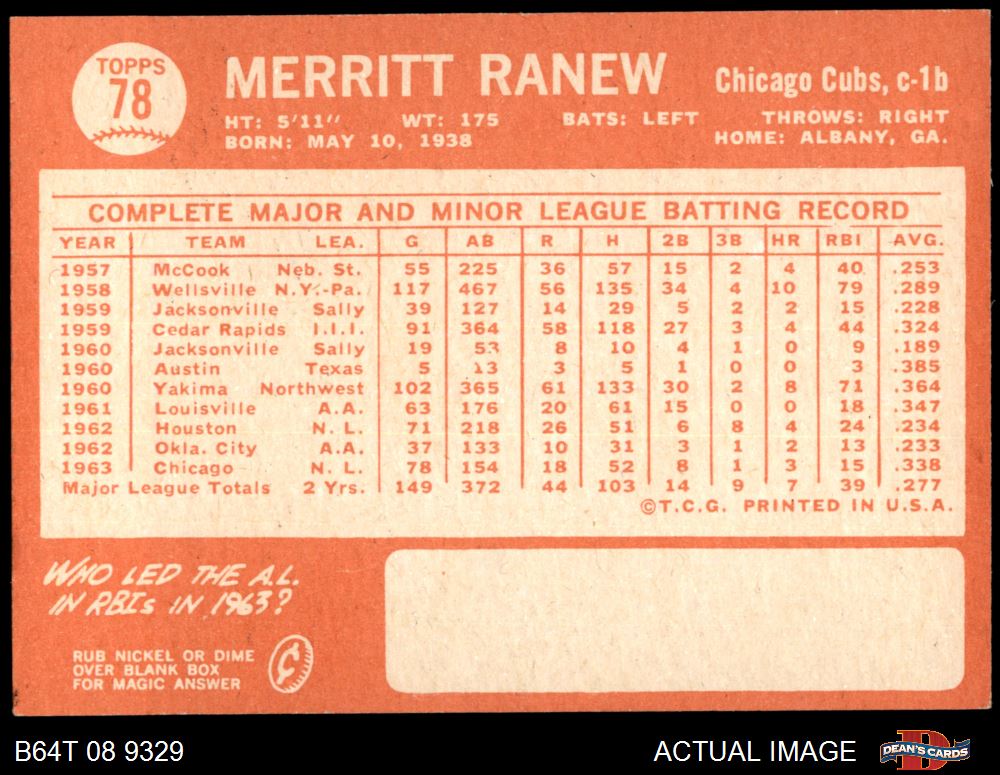 TOPPS
78
MERRITT RANEW Chicago Cubs, c-1b
HT: 5'11" WT: 175 BATS: LEFT THROWS: RIGHT
BORN: MAY 10, 1938 HOME: ALBANY, GA.
COMPLETE MAJOR AND MINOR LEAGUE BATTING RECORD
YEAR TEAM LEA. G AB R H 2B 3B HR RBI AVG.
1957 McCook Neb. St. 55 225 36 57 15 2 4 40 .253
1958 Wellsville N.Y.-Pa. 117 467 56 135 34 4 10 79 .289
1959 Jacksonville Sally 39 127 14 29 5 2 2 15 .228
1959 Cedar Rapids I.I.I. 91 364 58 118 27 3 4 44 .324
1960 Jacksonville Sally 19 53 8 10 4 1 0 9 .189
1960 Austin Texas 5 13 3 5 1 0 0 3 .385
1960 Yakima Northwest 102 365 61 133 30 2 8 71 .364
1961 Louisville A.A. 63 176 20 61 15 0 0 18 .347
1962 Houston N. L. 71 218 26 51 6 8 4 24 .234
1962 Okla. City A.A. 37 133 10 31 3 1 2 13 .233
1963 Chicago N. L. 78 154 18 52 8 1 3 15 .338
Major League Totals 2 Yrs. 149 372 44 103 14 9 7 39 .277
©T.C.G. PRINTED IN U.S.A.
WHO LED THE A.L.
IN RBIs IN 1963?
RUB NICKEL OR DIME
OVER BLANK BOX
FOR MAGIC ANSWER
¢
B64T 08 9329 ACTUAL IMAGE D DEAN'S CARDS